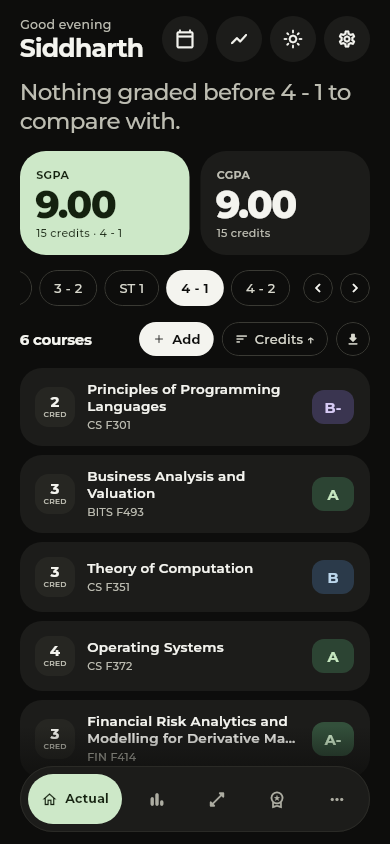 Good evening
Siddharth
Nothing graded before 4 - 1 to
compare with.
SGPA
9.00
15 credits · 4 - 1
CGPA
9.00
15 credits
3 - 2
ST 1
4 - 1
4 - 2
6 courses
+ Add
Credits ↑
2
CRED
Principles of Programming
Languages
CS F301
B-
3
CRED
Business Analysis and
Valuation
BITS F493
A
3
CRED
Theory of Computation
CS F351
B
4
CRED
Operating Systems
CS F372
A
3
CRED
Financial Risk Analytics and
Modelling for Derivative Ma...
FIN F414
A-
Actual